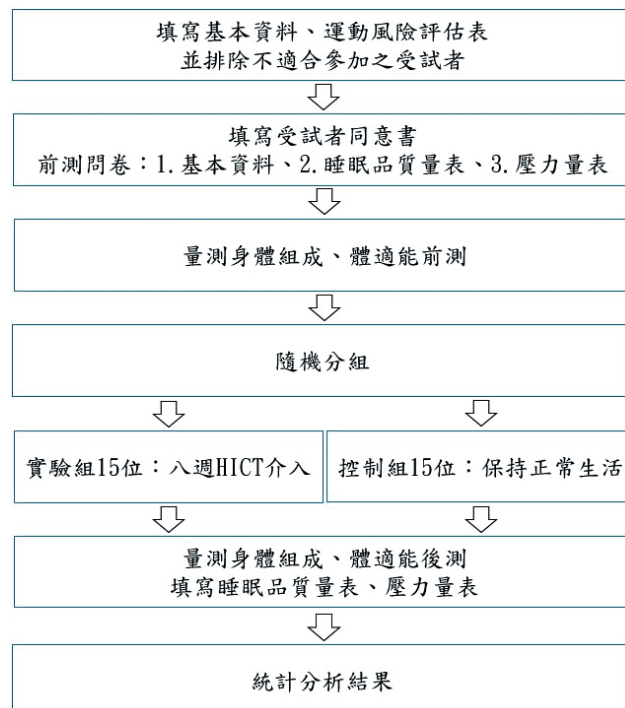 填寫基本資料、運動風險評估表
並排除不適合參加之受試者
填寫受試者同意書
前測問卷：1.基本資料、2.睡眠品質量表、3.壓力量表
量測身體組成、體適能前測
隨機分組
實驗組15位：八週HICT介入
控制組15位：保持正常生活
量測身體組成、體適能後測
填寫睡眠品質量表、壓力量表
統計分析結果